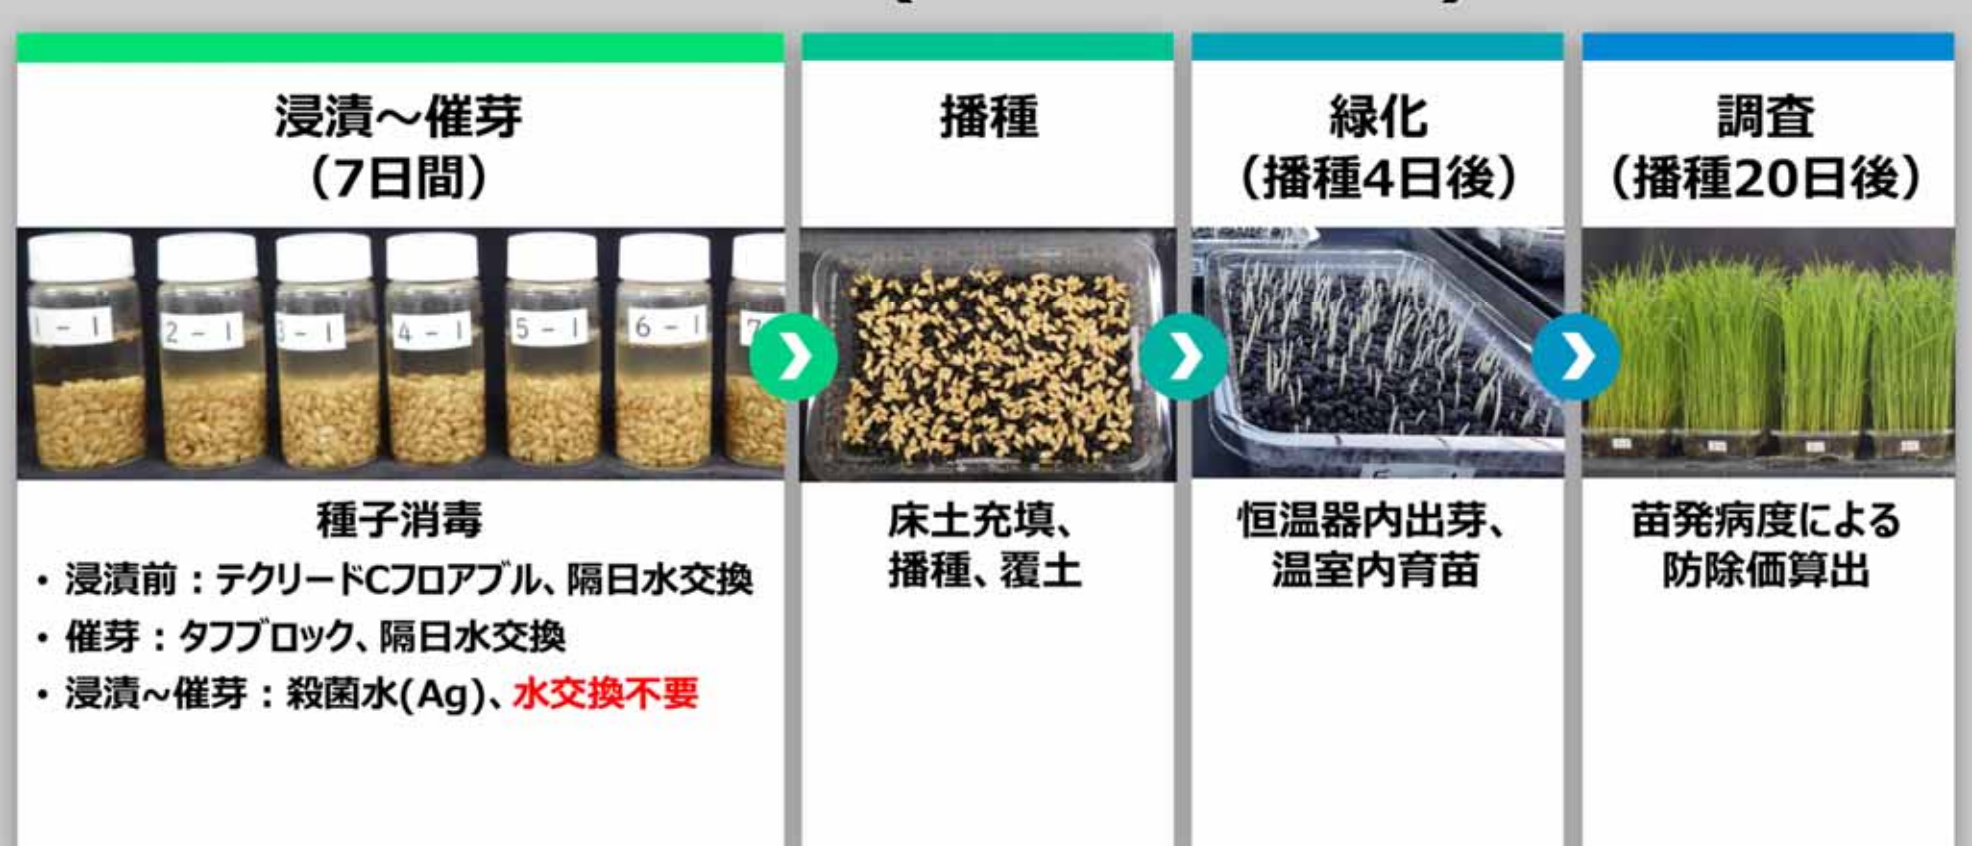 浸漬～催芽
（7日間）
1 - 1
2 - 1
3 - 1
4 - 1
5 - 1
6 - 1
7
種子消毒
・浸漬前：テクリードCフロアブル、隔日水交換
・催芽：タフブロック、隔日水交換
・浸漬~催芽：殺菌水(Ag)、水交換不要
播種
床土充填、
播種、覆土
緑化
（播種4日後）
恒温器内出芽、
温室内育苗
調査
（播種20日後）
苗発病度による
防除価算出